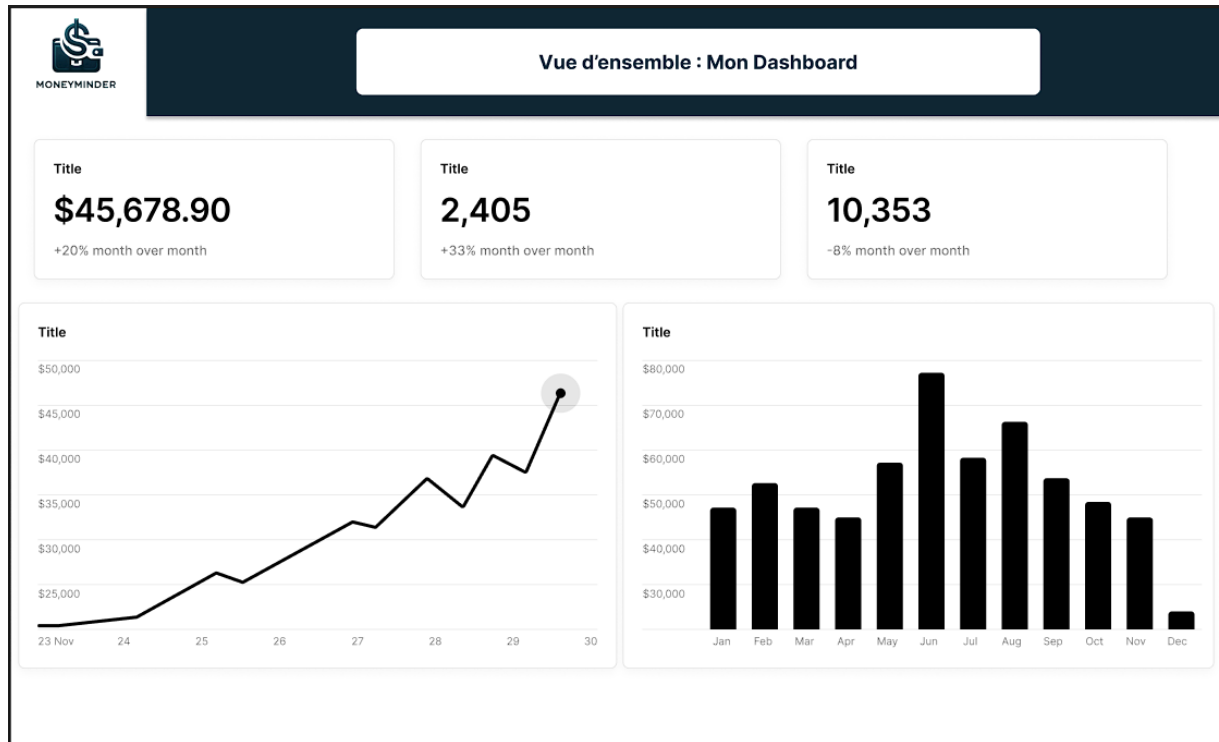 MONEYMINDER
Vue d’ensemble : Mon Dashboard
Title
$45,678.90
+20% month over month
Title
2,405
+33% month over month
Title
10,353
-8% month over month
Title
$50,000
$45,000
$40,000
$35,000
$30,000
$25,000
23 Nov 24 25 26 27 28 29 30
Title
$80,000
$70,000
$60,000
$50,000
$40,000
$30,000
Jan Feb Mar Apr May Jun Jul Aug Sep Oct Nov Dec